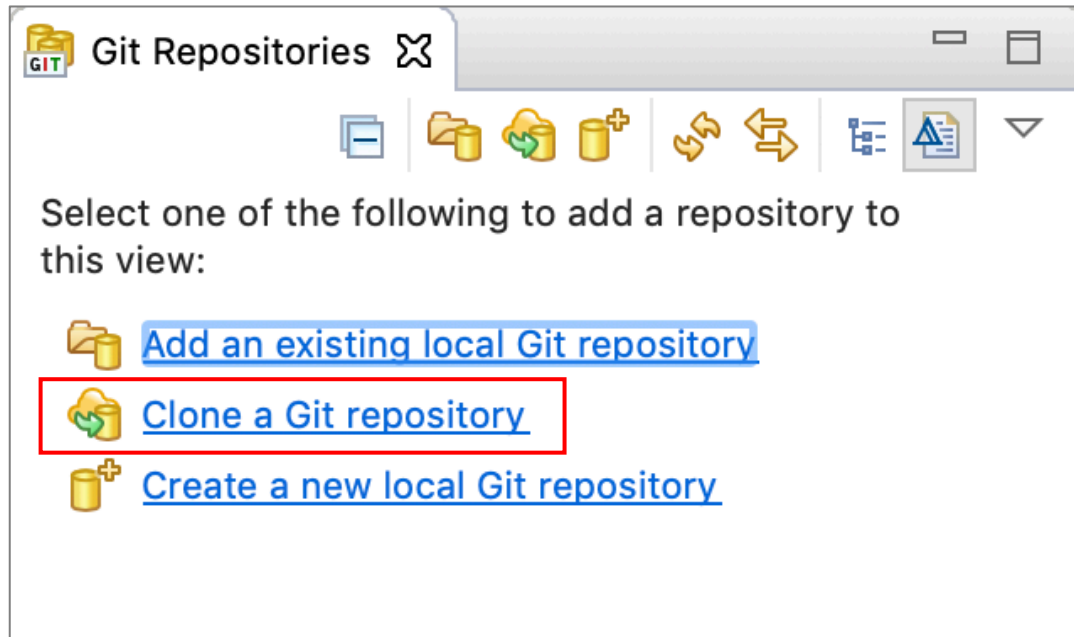 GIT
Git Repositories
Select one of the following to add a repository to
this view:
Add an existing local Git repository
Clone a Git repository
Create a new local Git repository